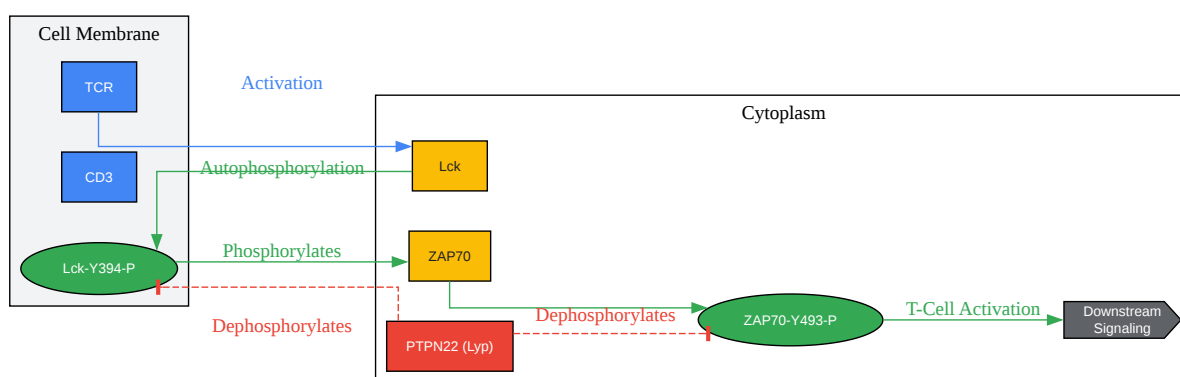 Cell Membrane
TCR
Activation
Cytoplasm
CD3
Autophosphorylation
Lck
Lck-Y394-P
Phosphorylates
ZAP70
Dephosphorylates
PTPN22 (Lyp)
Dephosphorylates
ZAP70-Y493-P
T-Cell Activation
Downstream
Signaling